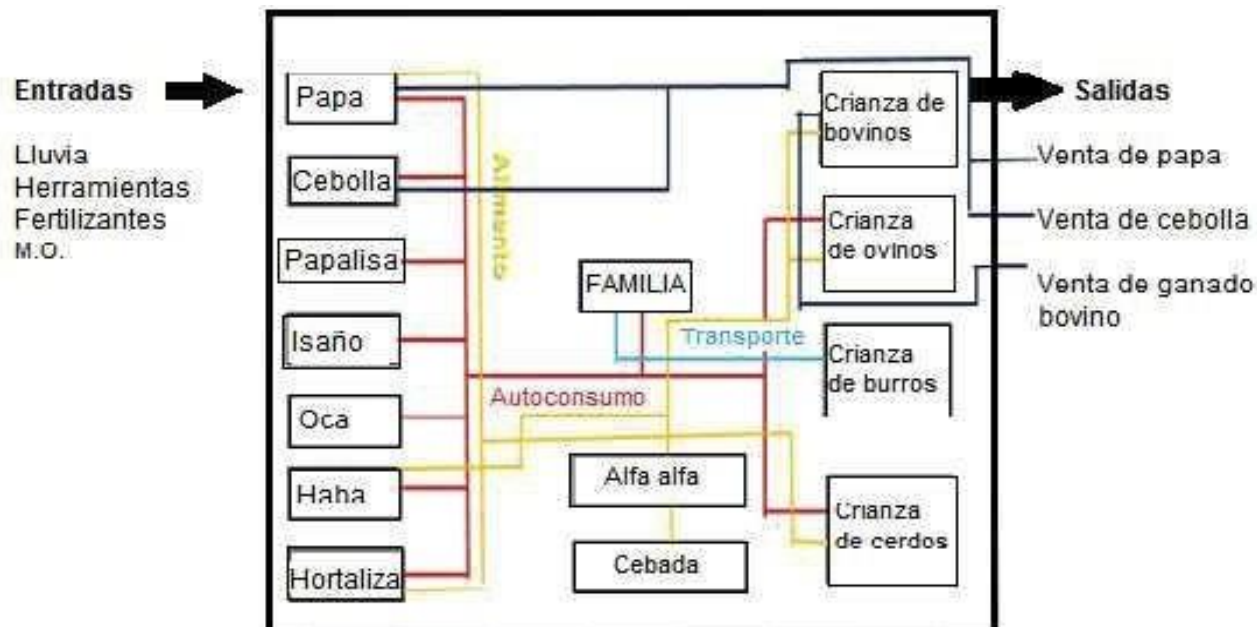 Entradas
Lluvia
Herramientas
Fertilizantes
M.O.
Papa
Cebolla
Papalisa
Isaño
Oca
Haba
Hortaliza
Alimento
FAMILIA
Transporte
Autoconsumo
Alfa alfa
Cebada
Crianza de
bovinos
Crianza
de ovinos
Crianza
de burros
Crianza
de cerdos
Salidas
Venta de papa
Venta de cebolla
Venta de ganado
bovino